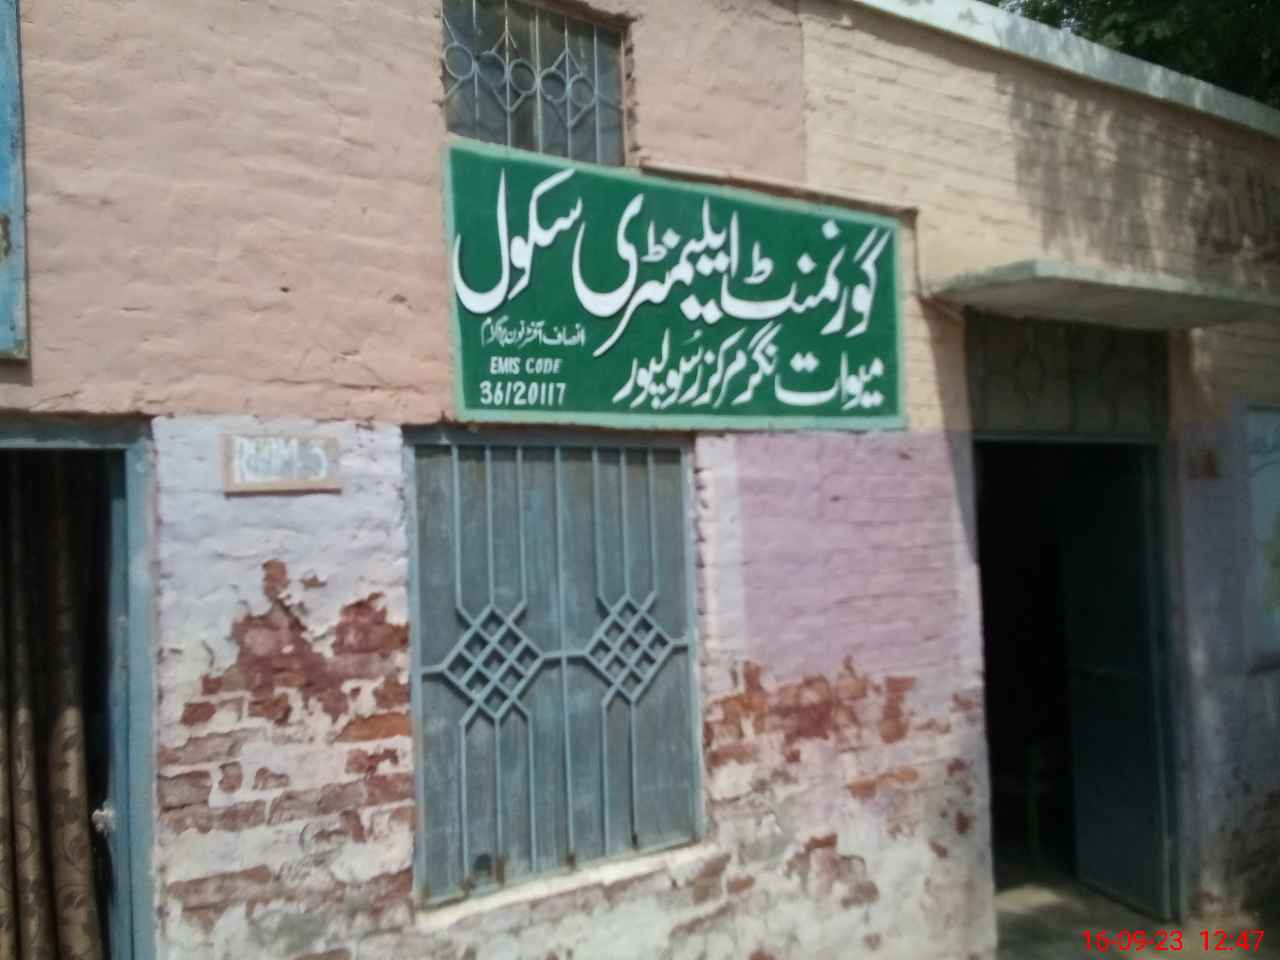 گورنمنٹ ایلیمنٹری سکول
انصاف آفٹر نون پروگرام
میوات نگر مرکز رسولپور
EMIS CODE
36/20117
ROOM-3
16-09-23 12:47